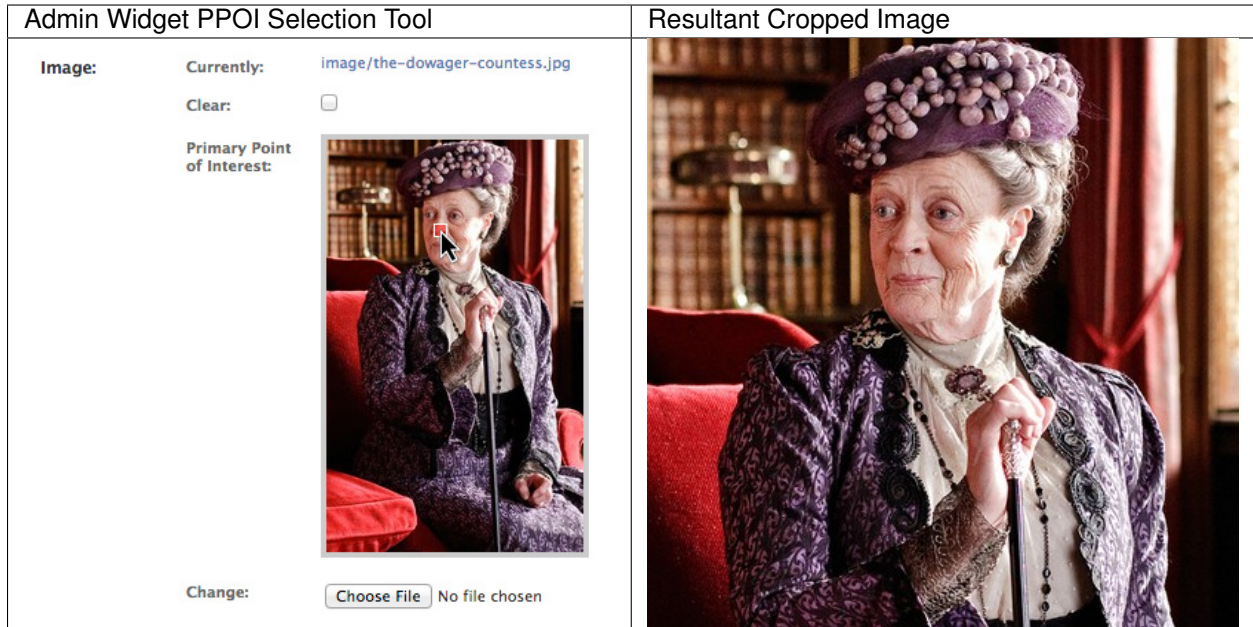 Admin Widget PPOI Selection Tool
Resultant Cropped Image
Image:
Currently:
image/the-dowager-countess.jpg
Clear:
Primary Point
of Interest:
Change:
Choose File No file chosen